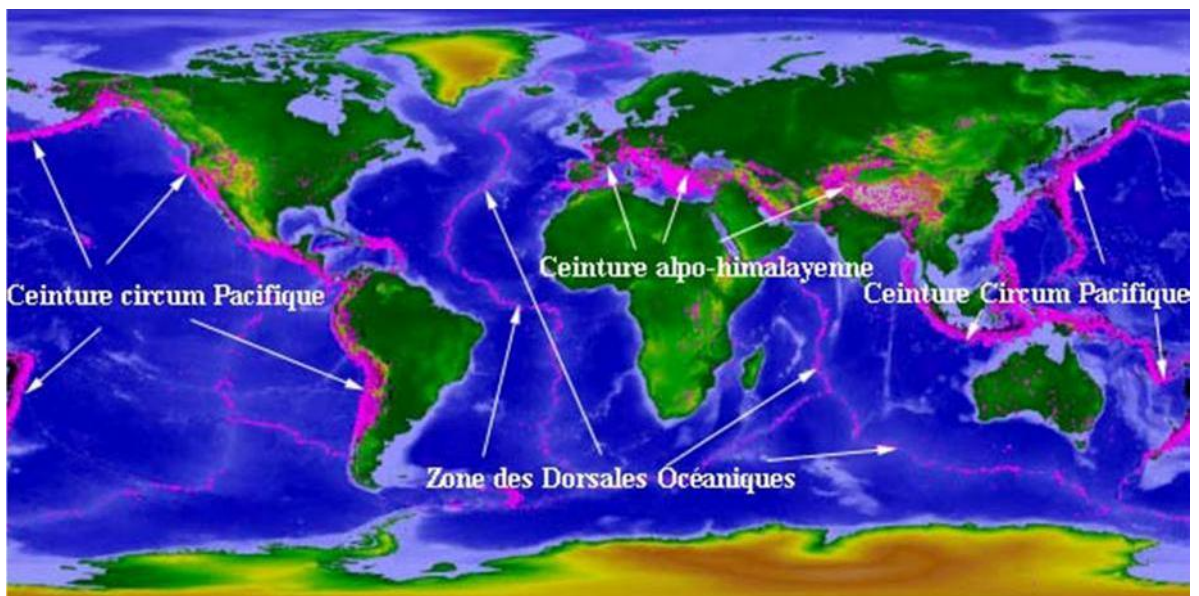 Ceinture alpo-himalayenne
Ceinture circum Pacifique
Ceinture Circum Pacifique
Zone des Dorsales Océaniques